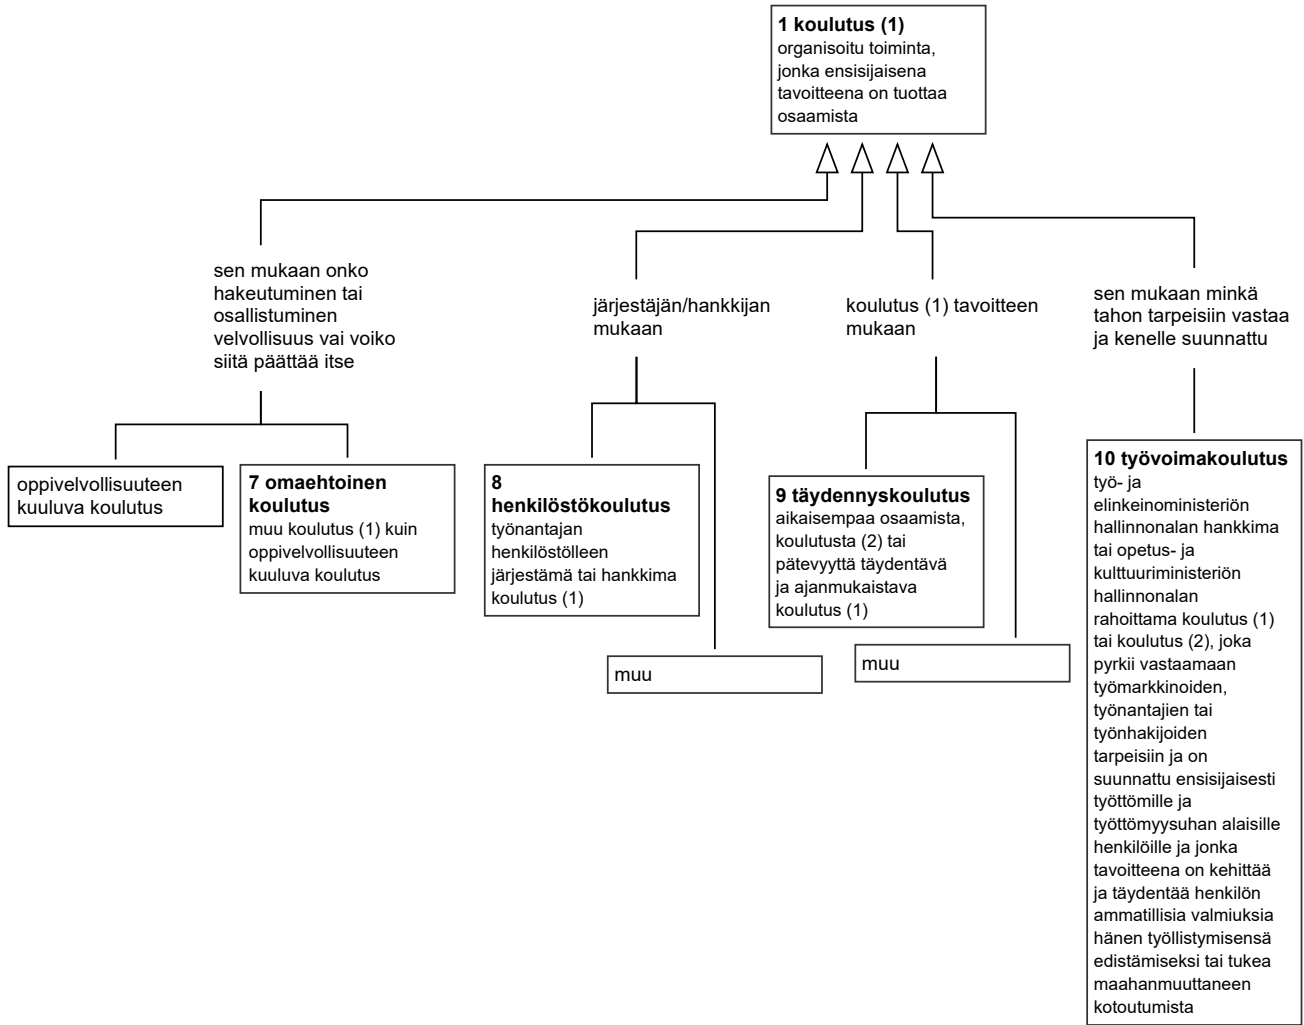 1 koulutus (1)
organisoitu toiminta,
jonka ensisijaisena
tavoitteena on tuottaa
osaamista
sen mukaan onko
hakeutuminen tai
osallistuminen
velvollisuus vai voiko
siitä päättää itse
järjestäjän/hankkijan
mukaan
koulutus (1) tavoitteen
mukaan
sen mukaan minkä
tahon tarpeisiin vastaa
ja kenelle suunnattu
oppivelvollisuuteen
kuuluva koulutus
7 omaehtoinen
koulutus
muu koulutus (1) kuin
oppivelvollisuuteen
kuuluva koulutus
8
henkilöstökoulutus
työnantajan
henkilöstölleen
järjestämä tai hankkima
koulutus (1)
muu
9 täydennyskoulutus
aikaisempaa osaamista,
koulutusta (2) tai
pätevyyttä täydentävä
ja ajanmukaistava
koulutus (1)
muu
10 työvoimakoulutus
työ- ja
elinkeinoministeriön
hallinnonalan hankkima
tai opetus- ja
kulttuuriministeriön
hallinnonalan
rahoittama koulutus (1)
tai koulutus (2), joka
pyrkii vastaamaan
työmarkkinoiden,
työnantajien tai
työnhakijoiden
tarpeisiin ja on
suunnattu ensisijaisesti
työttömille ja
työttömyysuhan alaisille
henkilöille ja jonka
tavoitteena on kehittää
ja täydentää henkilön
ammatillisia valmiuksia
hänen työllistymisensä
edistämiseksi tai tukea
maahanmuuttaneen
kotoutumista